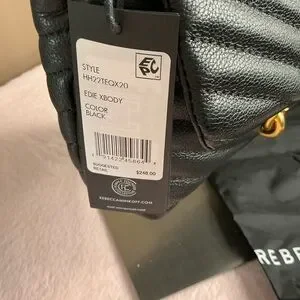 STYLE
HH22TEQX20
EDIE XBODY
COLOR
BLACK
SUGGESTED
RETAIL
$248.00
REBECCAMINKOFF.COM
REBE